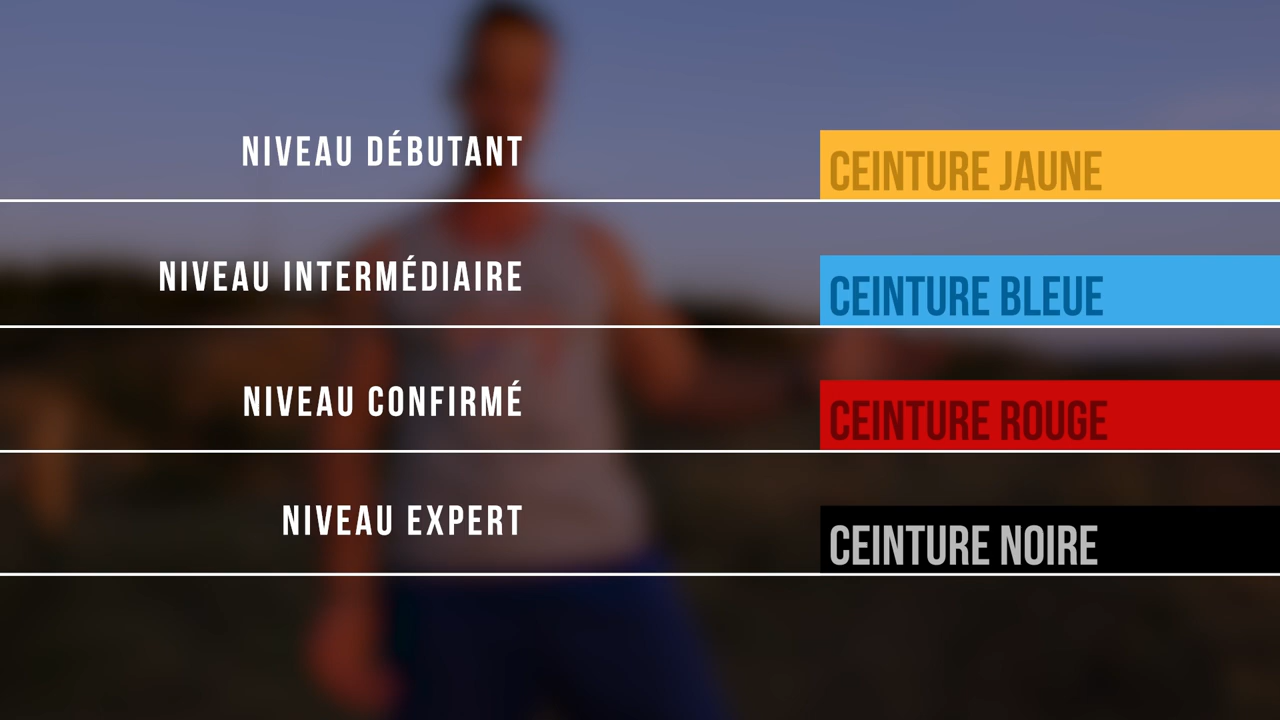 NIVEAU DÉBUTANT
CEINTURE JAUNE
NIVEAU INTERMÉDIAIRE
CEINTURE BLEUE
NIVEAU CONFIRMÉ
CEINTURE ROUGE
NIVEAU EXPERT
CEINTURE NOIRE